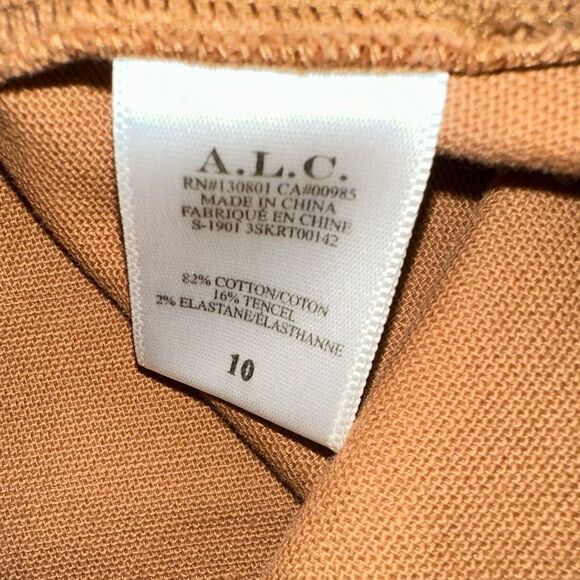 A.L.C.
RN#130801 CA#00985
MADE IN CHINA
FABRIQUÉ EN CHINE
S-1901 3SKRT00142
82% COTTON/COTON
16% TENCEL
2% ELASTANE/ÉLASTHANNE
10